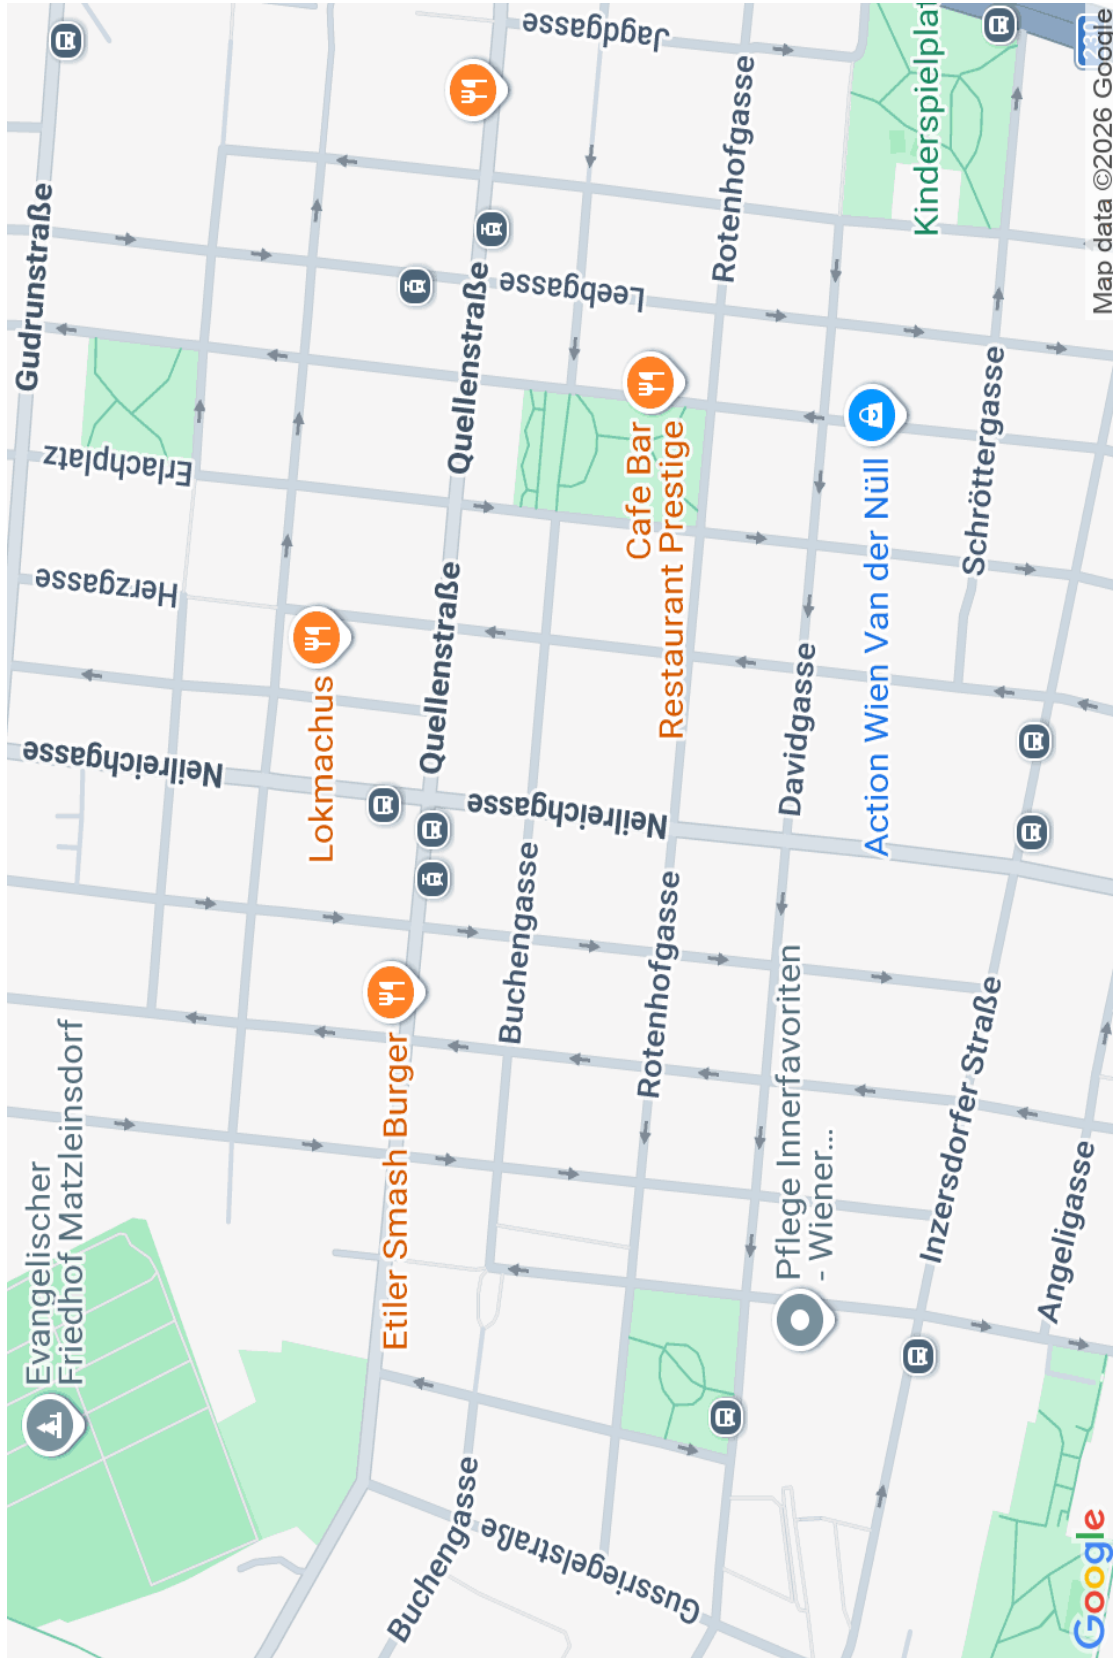 Evangelischer
Friedhof Matzleinsdorf
Gudrunstraße
Neilreichgasse
Herzgasse
Erlachplatz
Lokmachus
Etiler Smash Burger
Quellenstraße
Quellenstraße
Buchengasse
Buchengasse
Neilreichgasse
Leebgasse
Jagdgasse
Gussriegelstraße
Cafe Bar
Restaurant Prestige
Rotenhofgasse
Rotenhofgasse
Davidgasse
Pflege Innerfavoriten
- Wiener...
Action Wien Van der Nüll
Kinderspielplat
Schröttergasse
Inzersdorfer Straße
Angeligasse
230
Google
Map data ©2026 Google